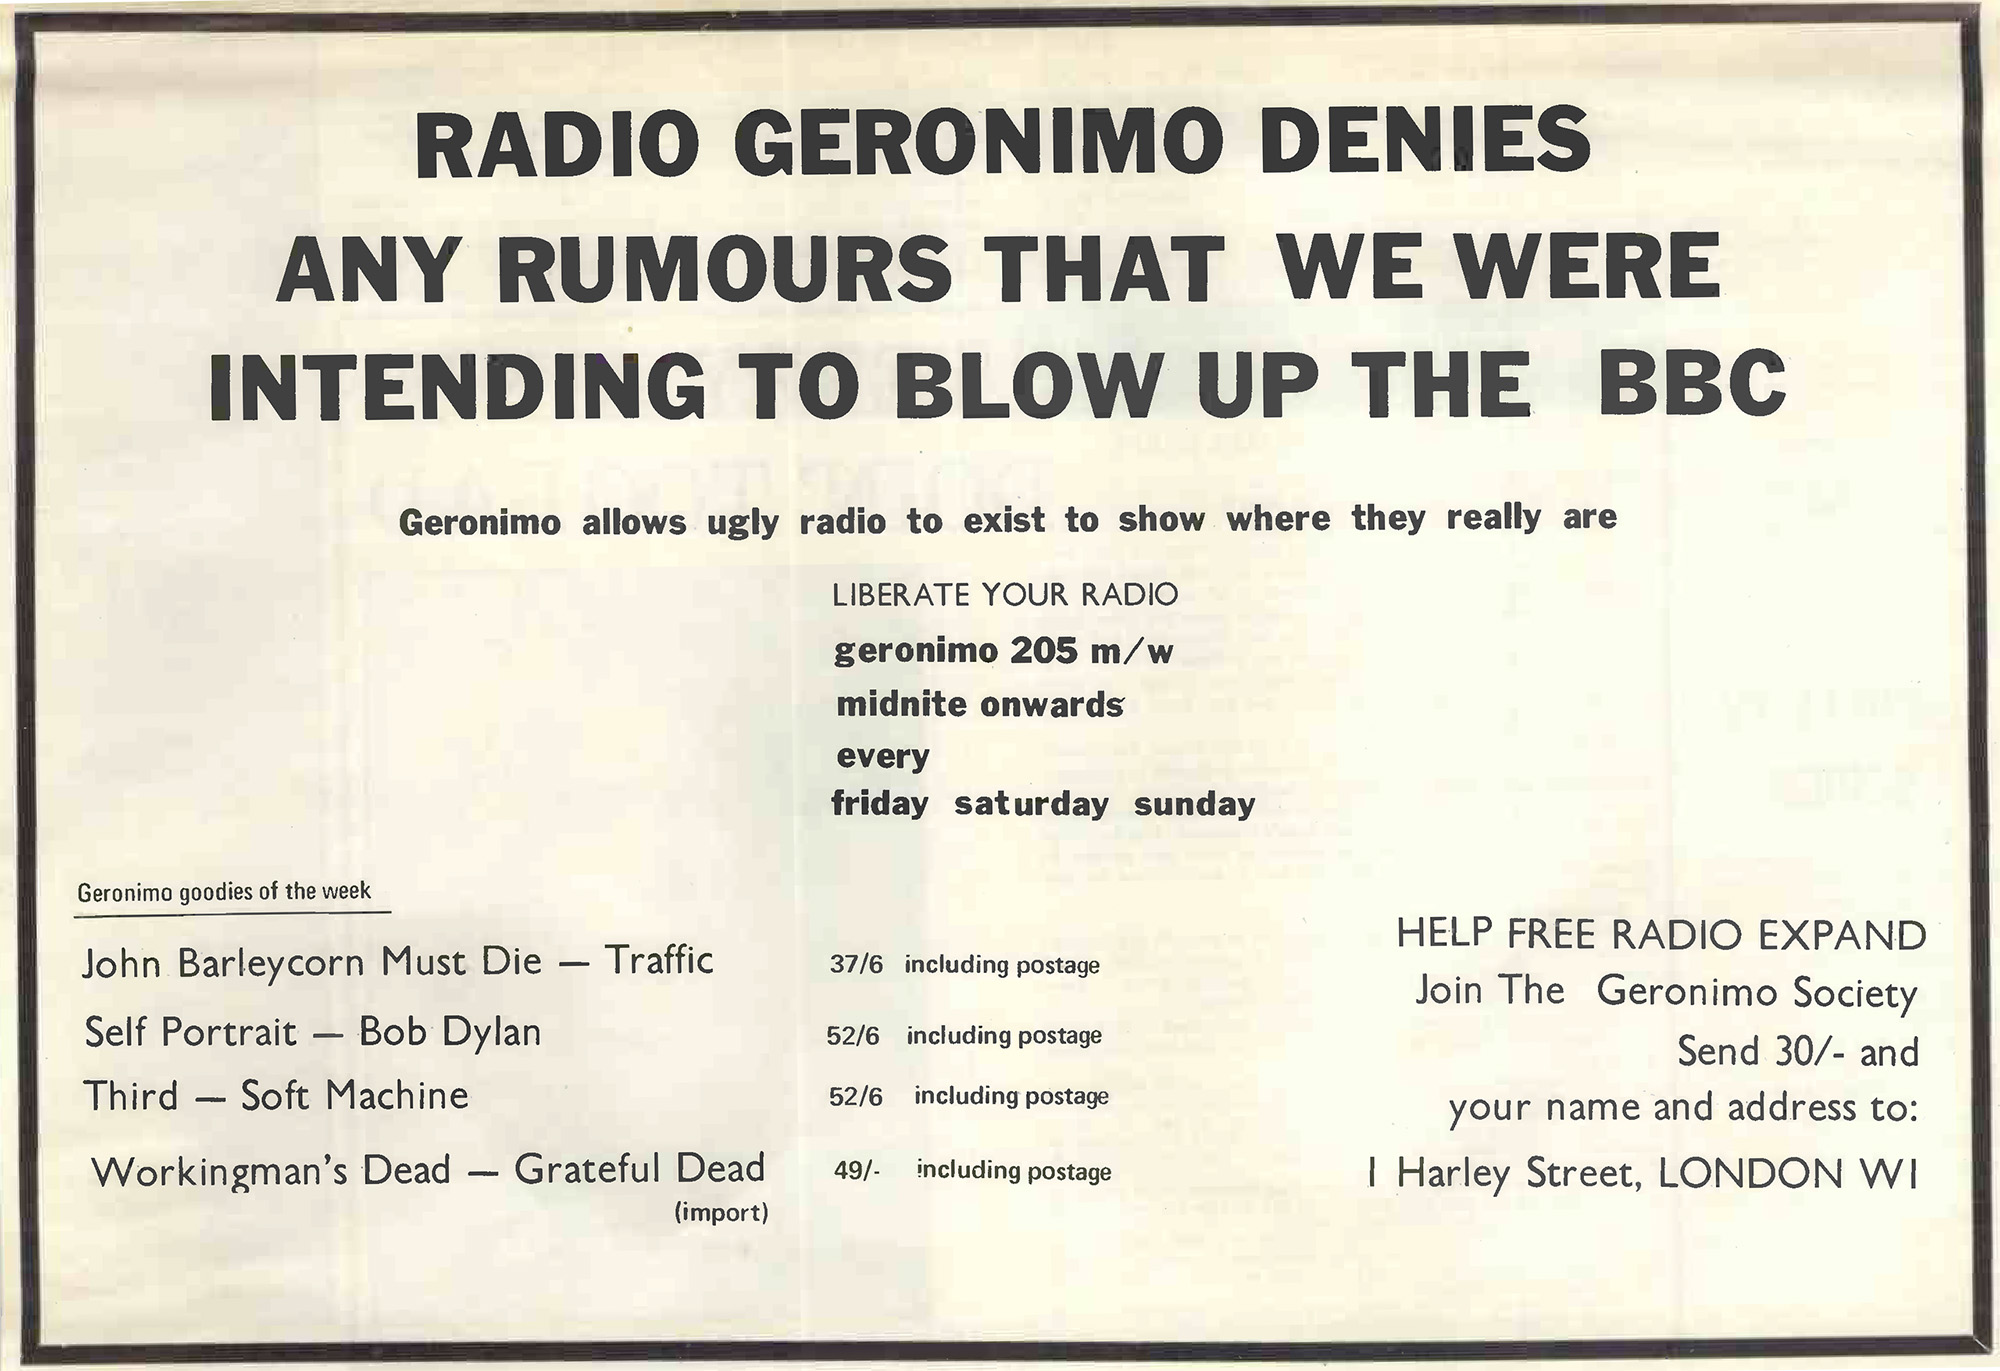 RADIO GERONIMO DENIES
ANY RUMOURS THAT WE WERE
INTENDING TO BLOW UP THE BBC
Geronimo allows ugly radio to exist to show where they really are
LIBERATE YOUR RADIO
geronimo 205 m/w
midnite onwards
every
friday saturday sunday
Geronimo goodies of the week
John Barleycorn Must Die — Traffic 37/6 including postage
Self Portrait — Bob Dylan 52/6 including postage
Third — Soft Machine 52/6 including postage
Workingman's Dead — Grateful Dead 49/- including postage
(import)
HELP FREE RADIO EXPAND
Join The Geronimo Society
Send 30/- and
your name and address to:
1 Harley Street, LONDON W1